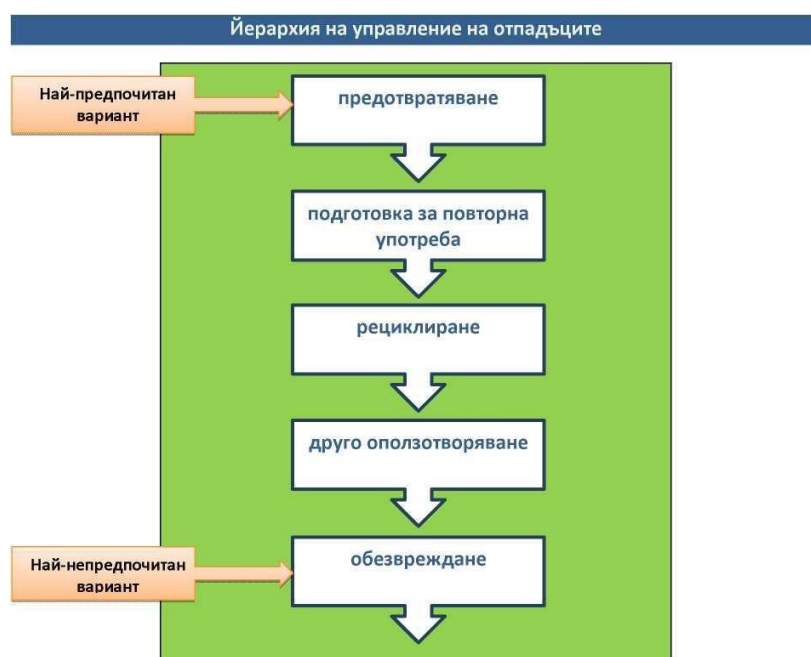 Йерархия на управление на отпадъците
Най-предпочитан
вариант
предотвратяване
подготовка за повторна
употреба
рециклиране
друго оползотворяване
Най-непредпочитан
вариант
обезвреждане